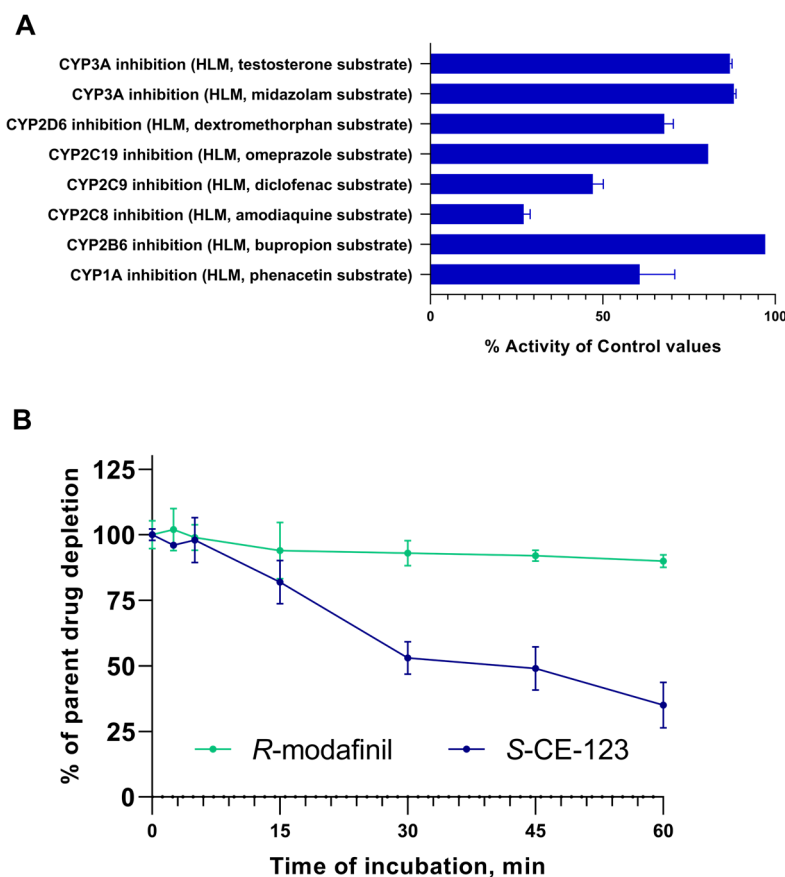 A
CYP3A inhibition (HLM, testosterone substrate)
CYP3A inhibition (HLM, midazolam substrate)
CYP2D6 inhibition (HLM, dextromethorphan substrate)
CYP2C19 inhibition (HLM, omeprazole substrate)
CYP2C9 inhibition (HLM, diclofenac substrate)
CYP2C8 inhibition (HLM, amodiaquine substrate)
CYP2B6 inhibition (HLM, bupropion substrate)
CYP1A inhibition (HLM, phenacetin substrate)
0 50 100
% Activity of Control values
B
% of parent drug depletion
125
100
75
50
25
0
R-modafinil S-CE-123
0 15 30 45 60
Time of incubation, min